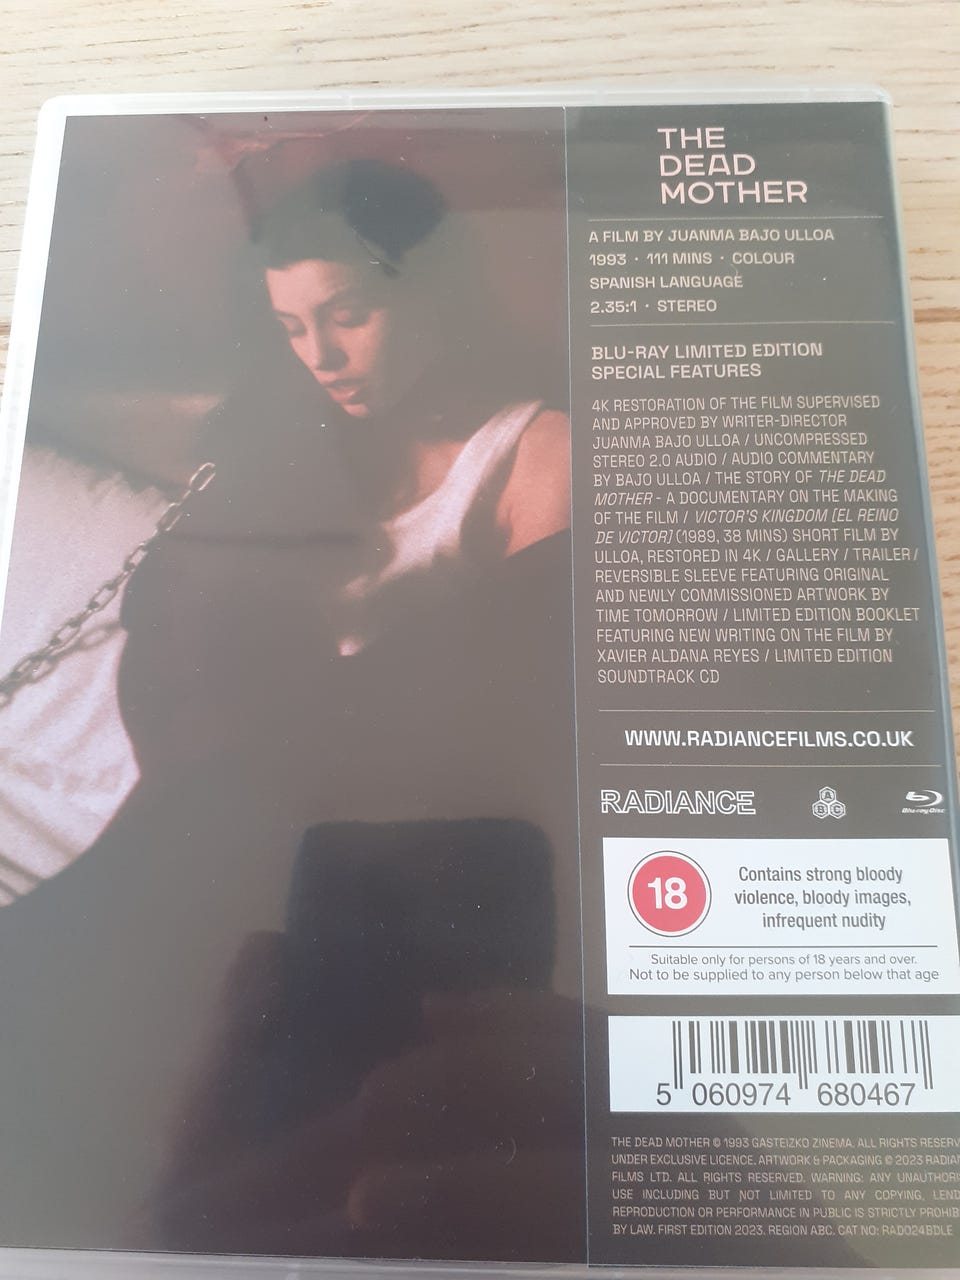 THE
DEAD
MOTHER
A FILM BY JUANMA BAJO ULLOA
1993 · 111 MINS · COLOUR
SPANISH LANGUAGE
2.35:1 · STEREO
BLU-RAY LIMITED EDITION
SPECIAL FEATURES
4K RESTORATION OF THE FILM SUPERVISED
AND APPROVED BY WRITER-DIRECTOR
JUANMA BAJO ULLOA / UNCOMPRESSED
STEREO 2.0 AUDIO / AUDIO COMMENTARY
BY BAJO ULLOA / THE STORY OF THE DEAD
MOTHER - A DOCUMENTARY ON THE MAKING
OF THE FILM / VICTOR'S KINGDOM [EL REINO
DE VICTOR] (1989, 38 MINS) SHORT FILM BY
ULLOA, RESTORED IN 4K / GALLERY / TRAILER /
REVERSIBLE SLEEVE FEATURING ORIGINAL
AND NEWLY COMMISSIONED ARTWORK BY
TIME TOMORROW / LIMITED EDITION BOOKLET
FEATURING NEW WRITING ON THE FILM BY
XAVIER ALDANA REYES / LIMITED EDITION
SOUNDTRACK CD
WWW.RADIANCEFILMS.CO.UK
RADIANCE A B C Blu-ray Disc
18 Contains strong bloody
violence, bloody images,
infrequent nudity
Suitable only for persons of 18 years and over.
Not to be supplied to any person below that age
5 060974 680467
THE DEAD MOTHER © 1993 GASTEIZKO ZINEMA. ALL RIGHTS RESERV
UNDER EXCLUSIVE LICENCE. ARTWORK & PACKAGING © 2023 RADIAN
FILMS LTD. ALL RIGHTS RESERVED. WARNING: ANY UNAUTHORI
USE INCLUDING BUT NOT LIMITED TO ANY COPYING, LEND
REPRODUCTION OR PERFORMANCE IN PUBLIC IS STRICTLY PROHIB
BY LAW. FIRST EDITION 2023. REGION ABC. CAT NO: RAD024BDLE